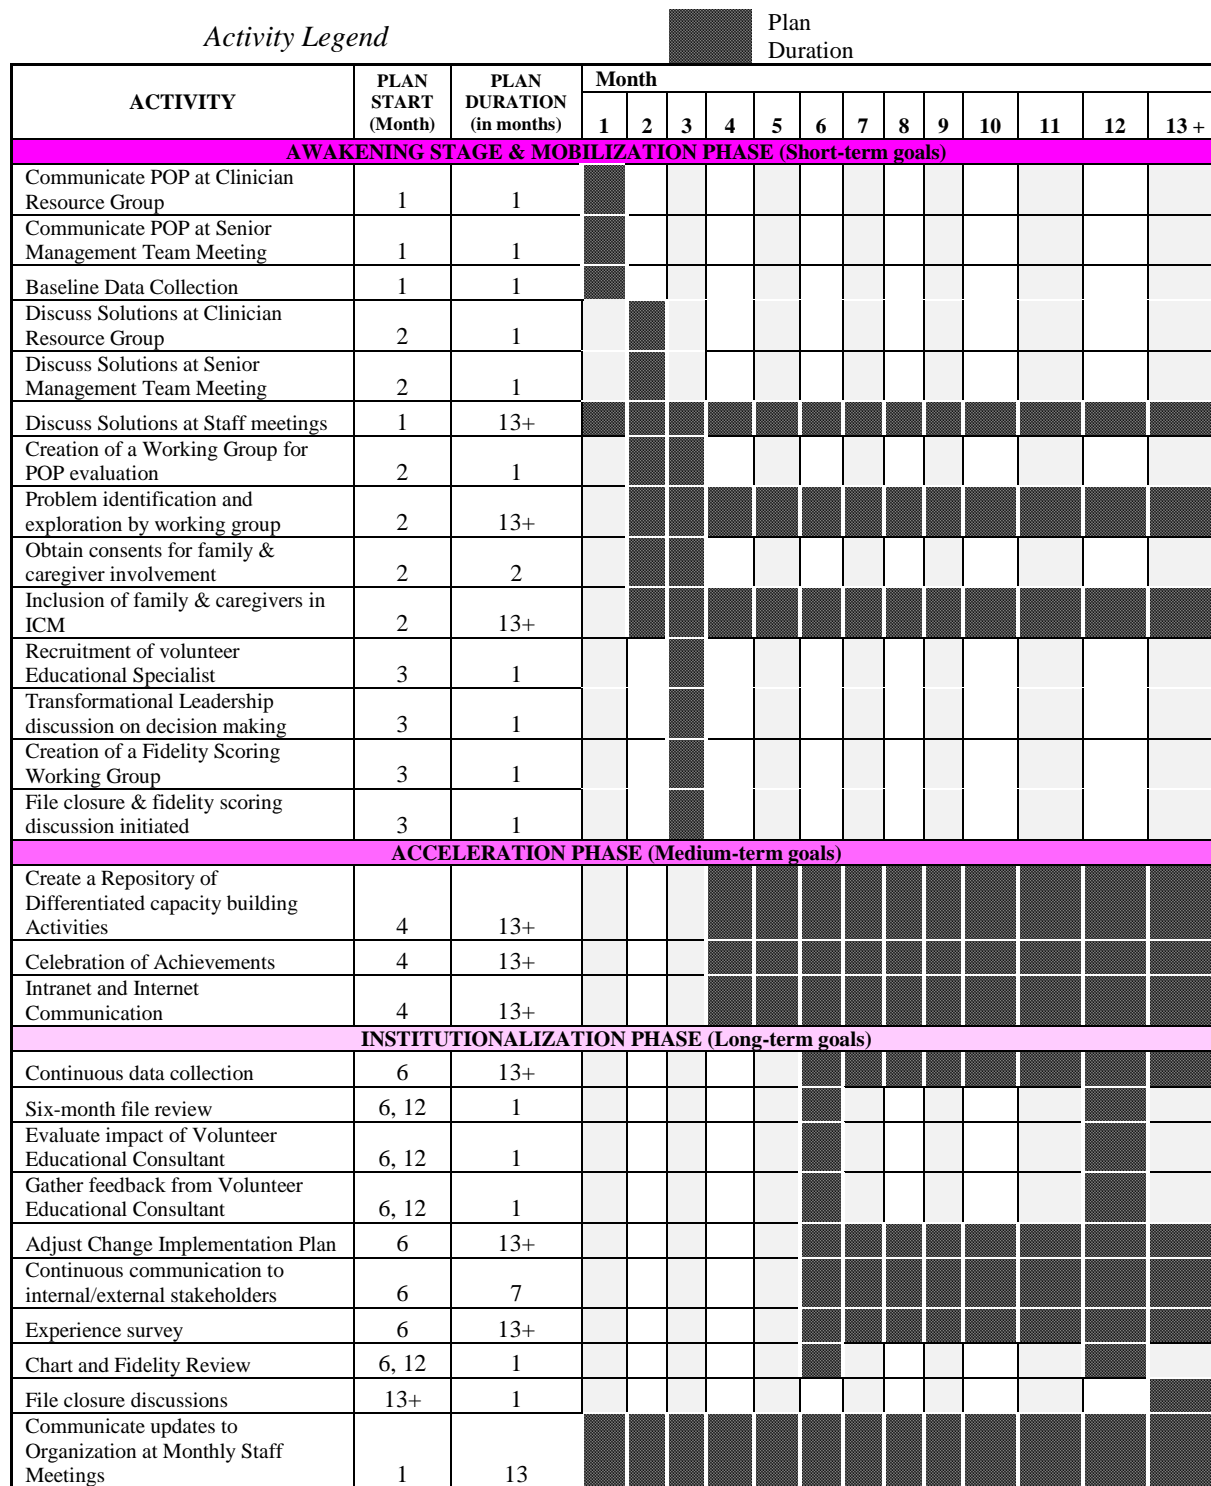 Activity Legend
Plan
Duration
ACTIVITY
PLAN
START
(Month)
PLAN
DURATION
(in months)
Month
1 2 3 4 5 6 7 8 9 10 11 12 13 +
AWAKENING STAGE & MOBILIZATION PHASE (Short-term goals)
Communicate POP at Clinician
Resource Group 1 1
Communicate POP at Senior
Management Team Meeting 1 1
Baseline Data Collection 1 1
Discuss Solutions at Clinician
Resource Group 2 1
Discuss Solutions at Senior
Management Team Meeting 2 1
Discuss Solutions at Staff meetings 1 13+
Creation of a Working Group for
POP evaluation 2 1
Problem identification and
exploration by working group 2 13+
Obtain consents for family &
caregiver involvement 2 2
Inclusion of family & caregivers in
ICM 2 13+
Recruitment of volunteer
Educational Specialist 3 1
Transformational Leadership
discussion on decision making 3 1
Creation of a Fidelity Scoring
Working Group 3 1
File closure & fidelity scoring
discussion initiated 3 1
ACCELERATION PHASE (Medium-term goals)
Create a Repository of
Differentiated capacity building
Activities 4 13+
Celebration of Achievements 4 13+
Intranet and Internet
Communication 4 13+
INSTITUTIONALIZATION PHASE (Long-term goals)
Continuous data collection 6 13+
Six-month file review 6, 12 1
Evaluate impact of Volunteer
Educational Consultant 6, 12 1
Gather feedback from Volunteer
Educational Consultant 6, 12 1
Adjust Change Implementation Plan 6 13+
Continuous communication to
internal/external stakeholders 6 7
Experience survey 6 13+
Chart and Fidelity Review 6, 12 1
File closure discussions 13+ 1
Communicate updates to
Organization at Monthly Staff
Meetings 1 13